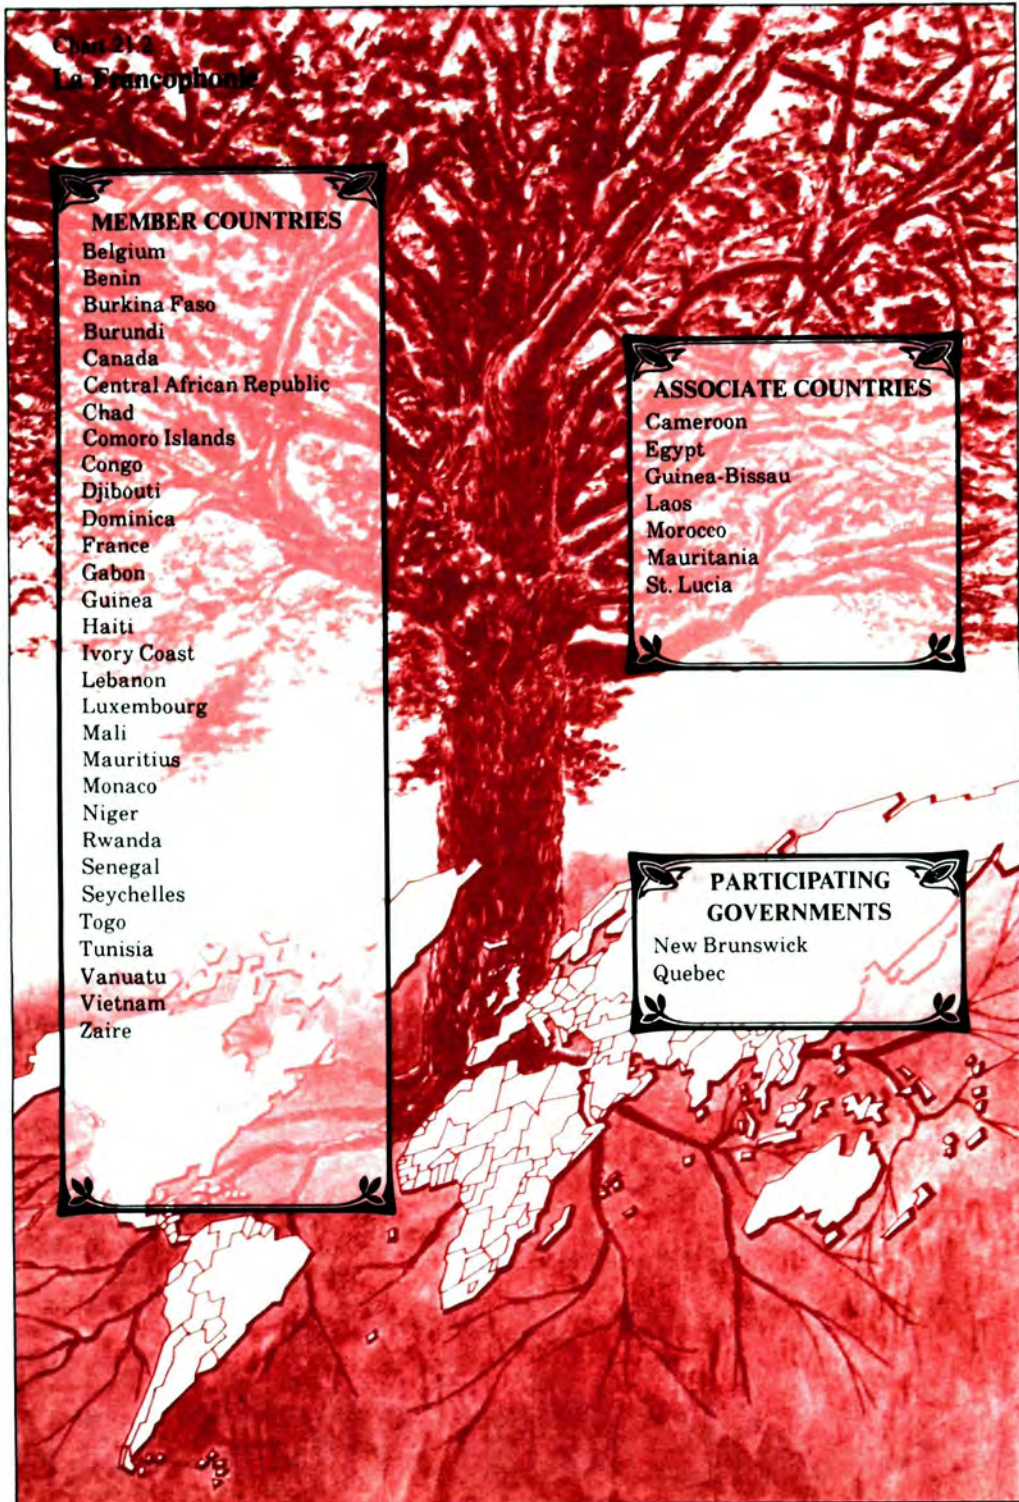 Chart 21.2
La Francophonie
MEMBER COUNTRIES
Belgium
Benin
Burkina Faso
Burundi
Canada
Central African Republic
Chad
Comoro Islands
Congo
Djibouti
Dominica
France
Gabon
Guinea
Haiti
Ivory Coast
Lebanon
Luxembourg
Mali
Mauritius
Monaco
Niger
Rwanda
Senegal
Seychelles
Togo
Tunisia
Vanuatu
Vietnam
Zaire
ASSOCIATE COUNTRIES
Cameroon
Egypt
Guinea-Bissau
Laos
Morocco
Mauritania
St. Lucia
PARTICIPATING
GOVERNMENTS
New Brunswick
Quebec